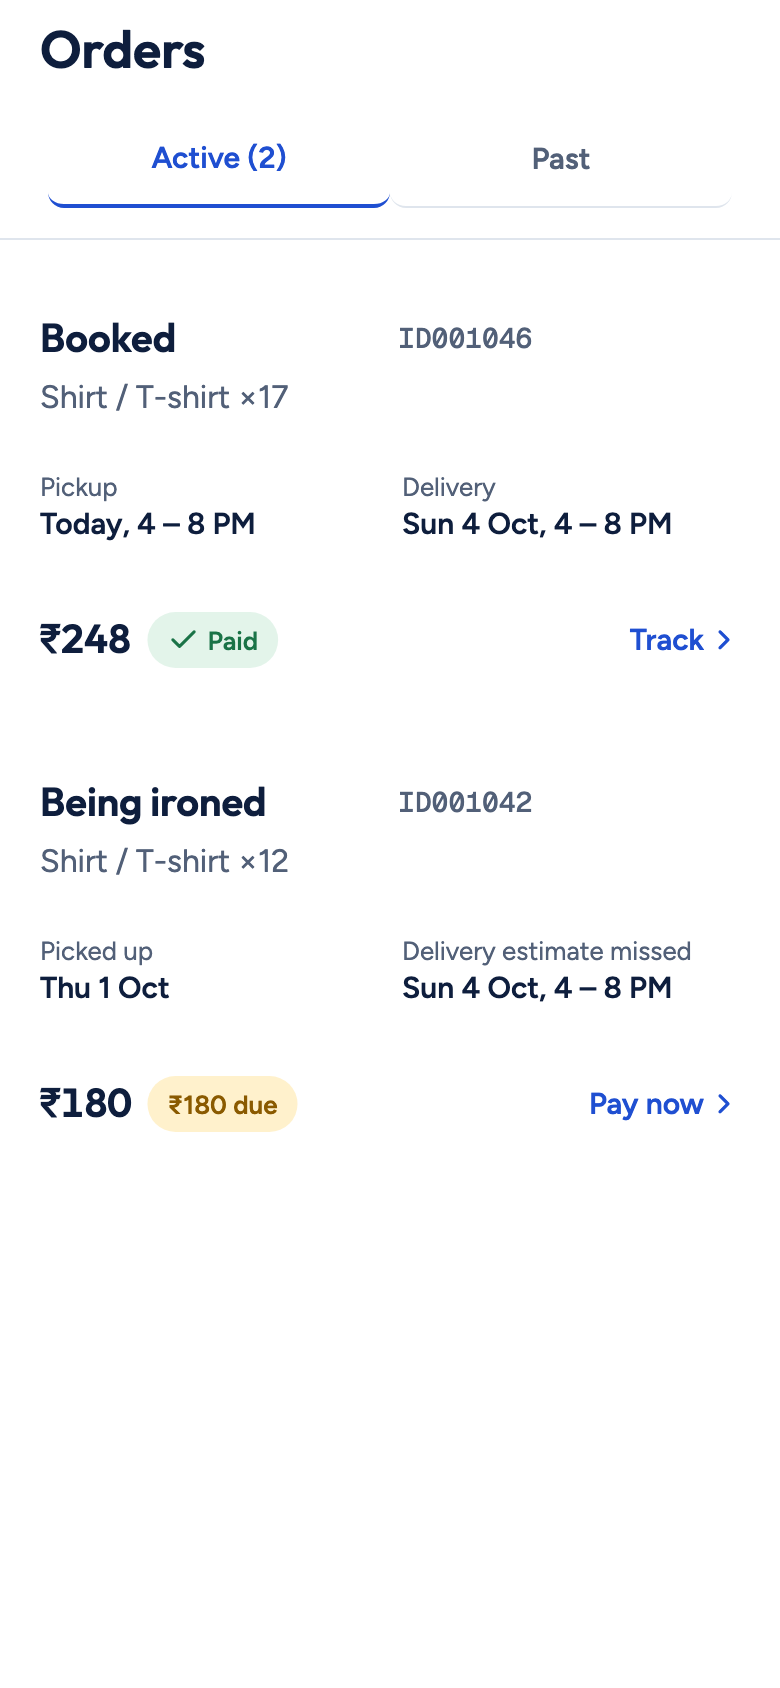 Orders
Active (2)
Past
Booked
ID001046
Shirt / T-shirt ×17
Pickup
Delivery
Today, 4 – 8 PM
Sun 4 Oct, 4 – 8 PM
₹248
Paid
Track
Being ironed
ID001042
Shirt / T-shirt ×12
Picked up
Delivery estimate missed
Thu 1 Oct
Sun 4 Oct, 4 – 8 PM
₹180
₹180 due
Pay now